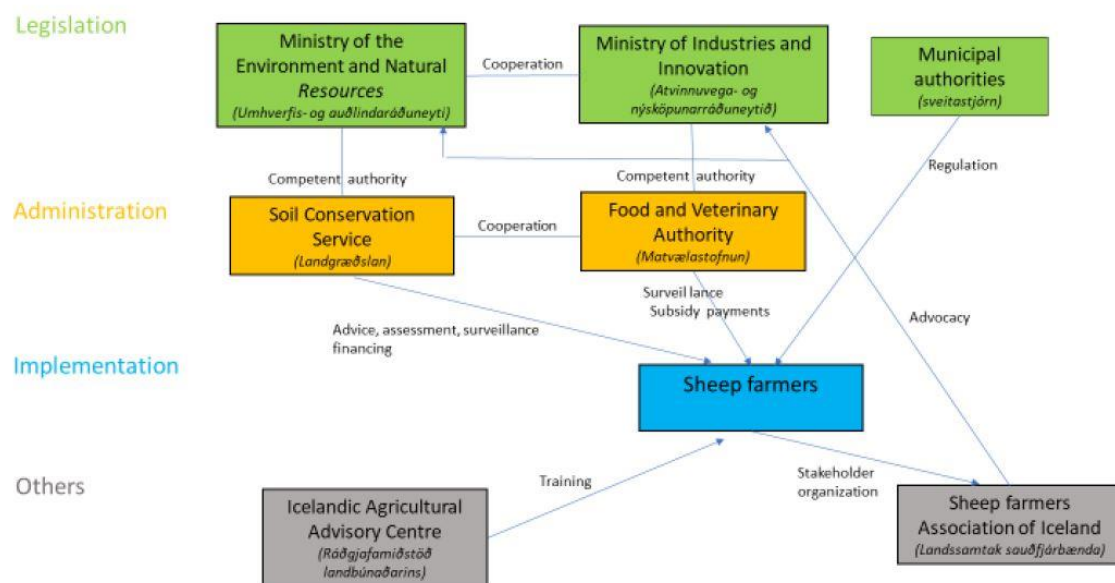 Legislation
Ministry of the
Environment and Natural
Resources
(Umhverfis- og auðlindaráðuneyti)
Cooperation
Ministry of Industries and
Innovation
(Atvinnuvega- og
nýsköpunarráðuneytið)
Municipal
authorities
(sveitastjórn)
Competent authority
Competent authority
Regulation
Administration
Soil Conservation
Service
(Landgræðslan)
Cooperation
Food and Veterinary
Authority
(Matvælastofnun)
Surveillance
Subsidy payments
Advice, assessment, surveillance
financing
Advocacy
Implementation
Sheep farmers
Others
Training
Stakeholder
organization
Icelandic Agricultural
Advisory Centre
(Ráðgjafamiðstöð
landbúnaðarins)
Sheep farmers
Association of Iceland
(Landssamtak sauðfjárbænda)